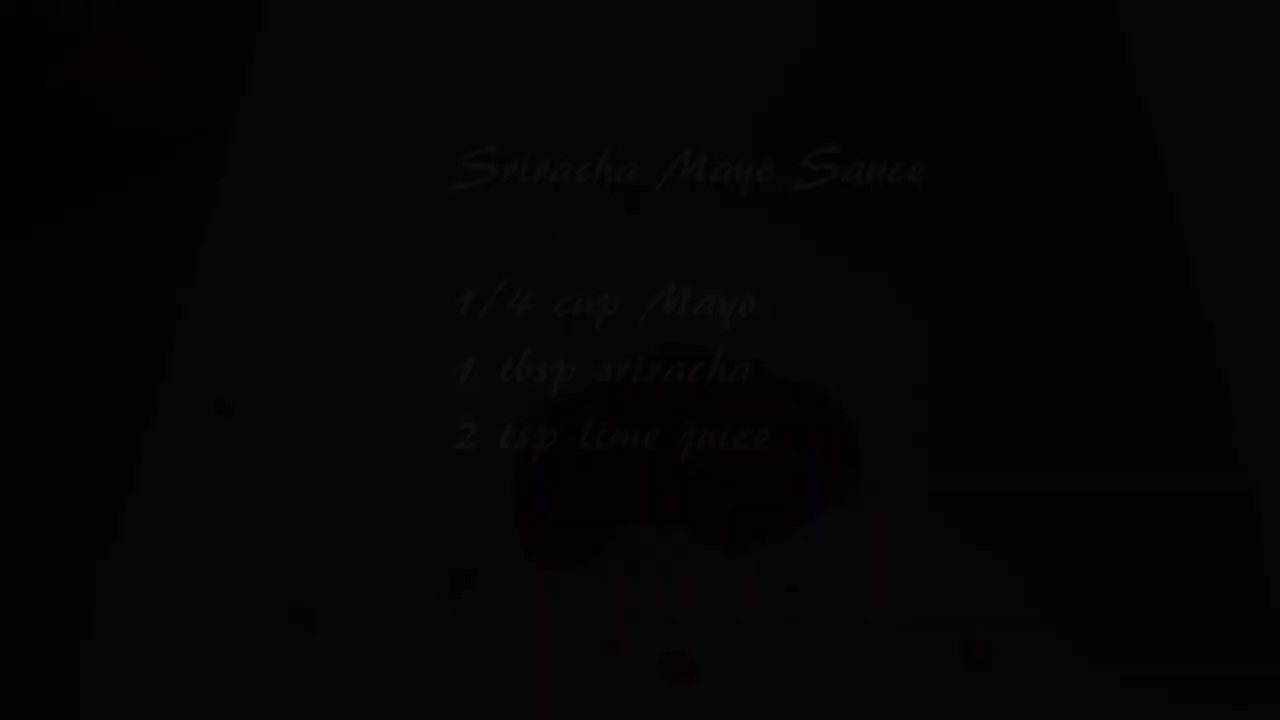 Sriracha Mayo Sauce
1/4 cup Mayo
1 tbsp sriracha
2 tsp lime juice